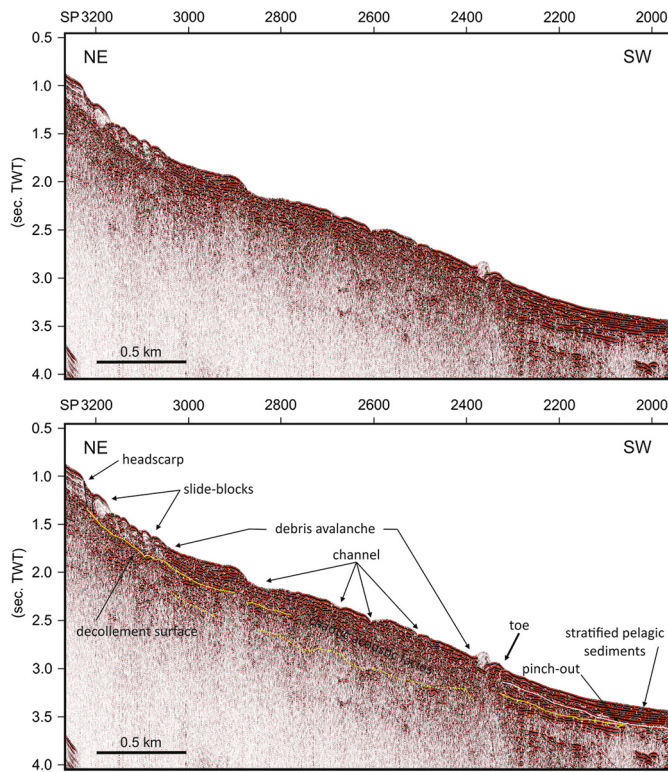 SP 3200 3000 2800 2600 2400 2200 2000
0.5
NE SW
1.0
1.5
2.0
(sec. TWT)
2.5
3.0
3.5
0.5 km
4.0
SP 3200 3000 2800 2600 2400 2200 2000
0.5
NE SW
headscarp
1.0
slide-blocks
1.5
debris avalanche
channel
2.0
(sec. TWT)
decollement surface
toe
stratified pelagic
sediments
2.5
chaotic acoustic facies
pinch-out
3.0
3.5
0.5 km
4.0